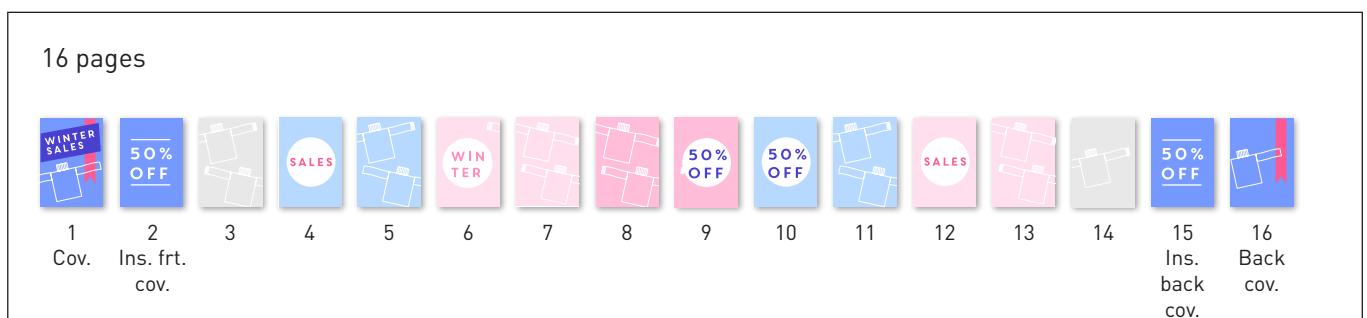 16 pages
WINTER
SALES
50%
OFF
SALES
WIN
TER
50%
OFF
50%
OFF
SALES
50%
OFF
1
Cov.
2
Ins. frt.
cov.
3
4
5
6
7
8
9
10
11
12
13
14
15
Ins.
back
cov.
16
Back
cov.